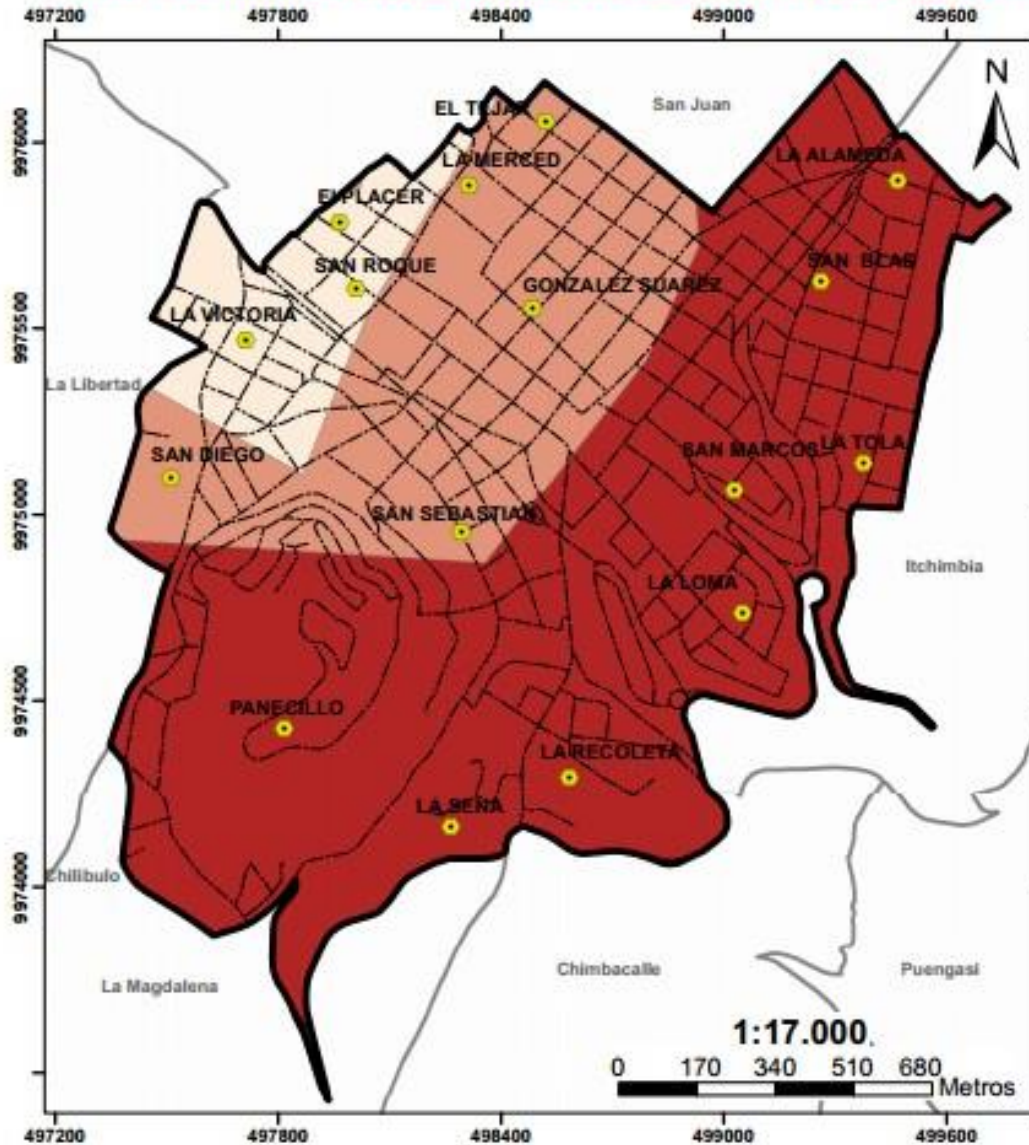 497200 497800 498400 499000 499600
N
San Juan
EL TEJAR
LA MERCED
LA ALAMEDA
9976000
EL PLACER
SAN ROQUE
SAN BLAS
GONZALEZ SUAREZ
LA VICTORIA
9975500
La Libertad
SAN DIEGO
SAN MARCOS
LA TOLA
9975000
SAN SEBASTIAN
Itchimbia
LA LOMA
9974500
PANECILLO
LA RECOLETA
LA SEÑA
9974000
Chilibulo
La Magdalena
Chimbacalle
Puengasi
1:17.000
0 170 340 510 680
Metros
497200 497800 498400 499000 499600